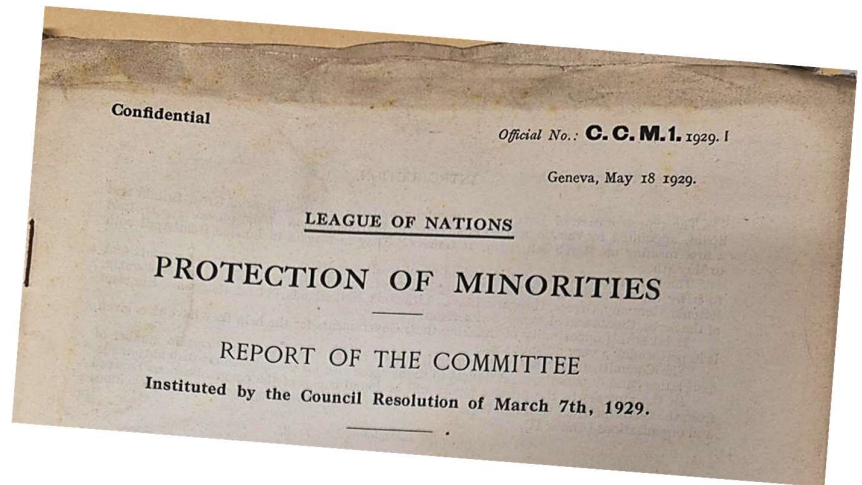 Confidential
Official No.: C.C.M.1. 1929. I
Geneva, May 18 1929.
LEAGUE OF NATIONS
PROTECTION OF MINORITIES
REPORT OF THE COMMITTEE
Instituted by the Council Resolution of March 7th, 1929.